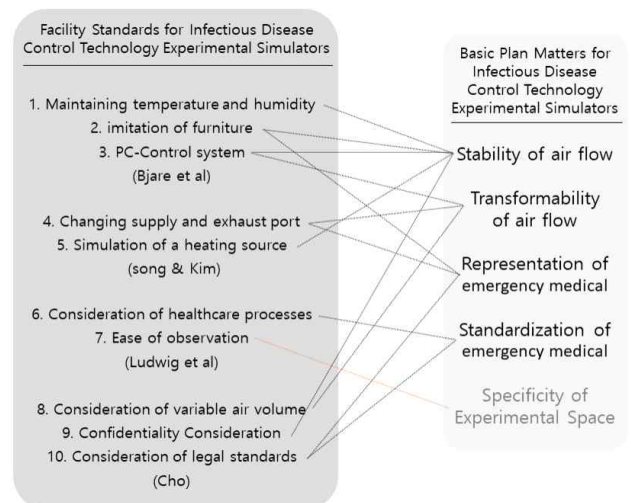 Facility Standards for Infectious Disease
Control Technology Experimental Simulators
1. Maintaining temperature and humidity
2. imitation of furniture
3. PC-Control system
(Bjare et al)
4. Changing supply and exhaust port
5. Simulation of a heating source
(song & Kim)
6. Consideration of healthcare processes
7. Ease of observation
(Ludwig et al)
8. Consideration of variable air volume
9. Confidentiality Consideration
10. Consideration of legal standards
(Cho)
Basic Plan Matters for
Infectious Disease
Control Technology
Experimental Simulators
Stability of air flow
Transformability
of air flow
Representation of
emergency medical
Standardization of
emergency medical
Specificity of
Experimental Space